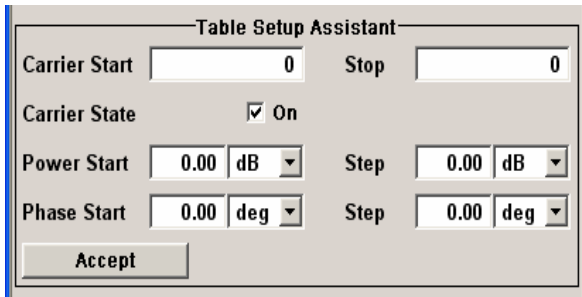 Table Setup Assistant
Carrier Start 0 Stop 0
Carrier State On
Power Start 0.00 dB Step 0.00 dB
Phase Start 0.00 deg Step 0.00 deg
Accept